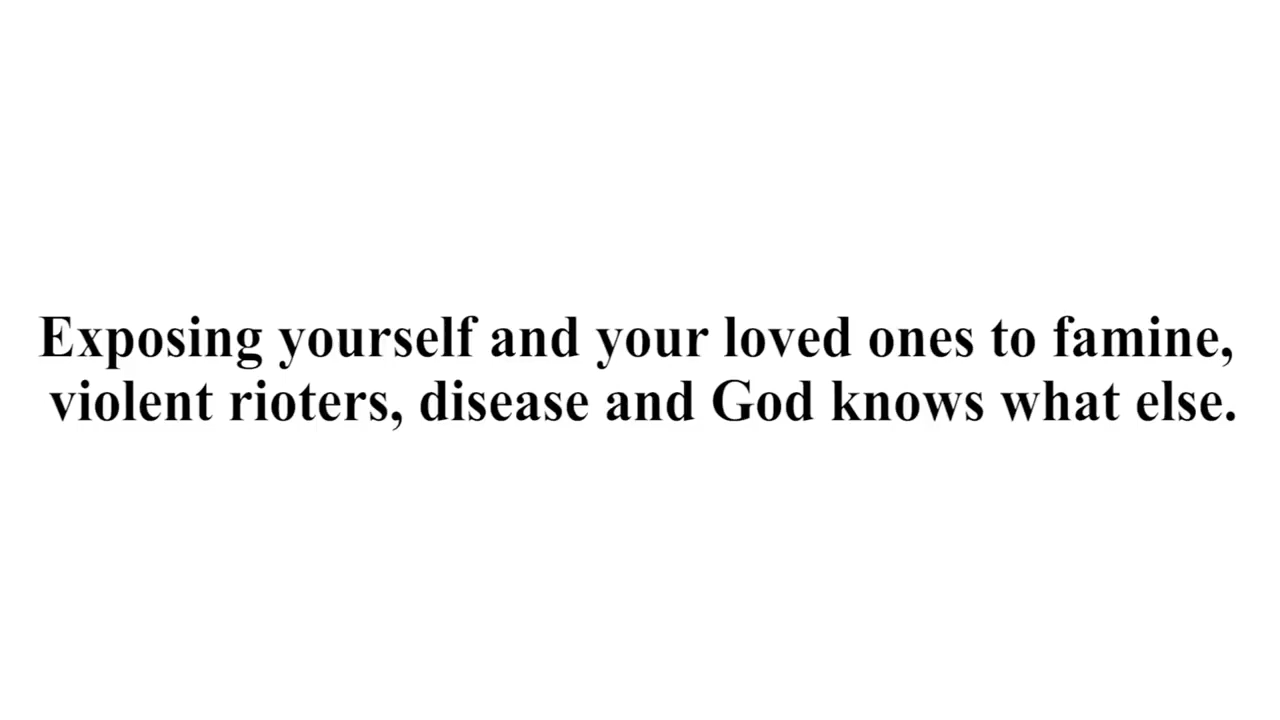 Exposing yourself and your loved ones to famine,
violent rioters, disease and God knows what else.